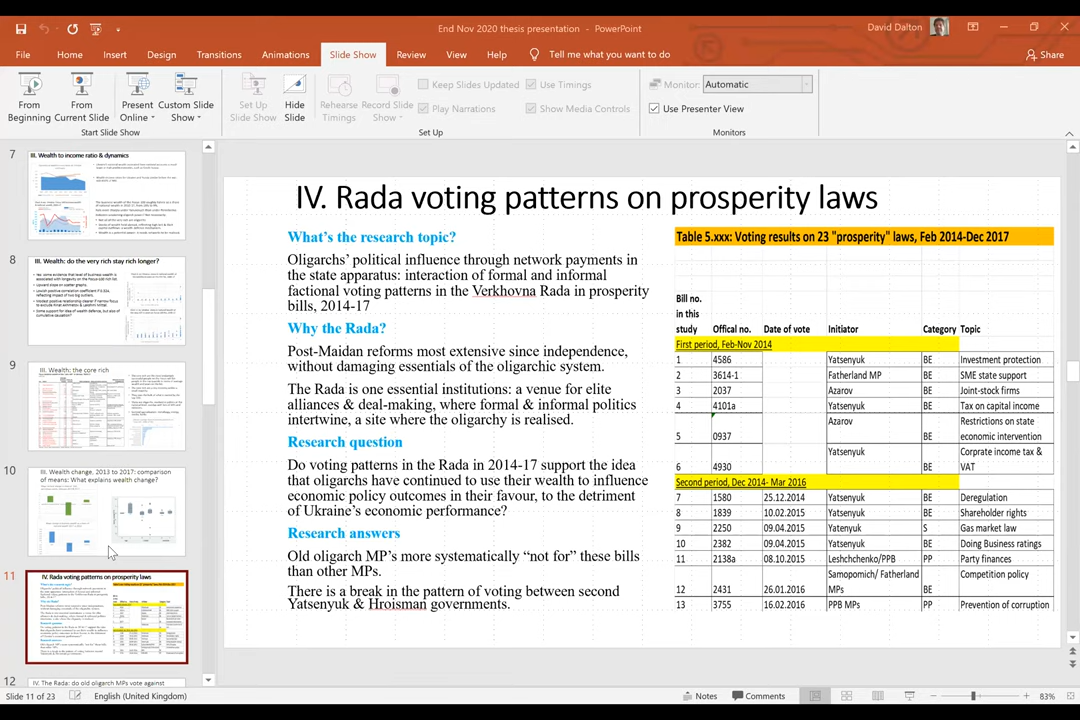 End Nov 2020 thesis presentation - PowerPoint
David Dalton
File Home Insert Design Transitions Animations Slide Show Review View Help Tell me what you want to do
Share
From Beginning
From Current Slide
Present Online
Custom Slide Show
Set Up Slide Show
Hide Slide
Rehearse Timings
Record Slide Show
Keep Slides Updated
Play Narrations
Use Timings
Show Media Controls
Monitor: Automatic
Use Presenter View
Start Slide Show
Set Up
Monitors
7
III. Wealth to income ratio & dynamics
8
III. Wealth: do the very rich stay rich longer?
9
III. Wealth: the core rich
10
III. Wealth change, 2013 to 2017: comparison
of means: What explains wealth change?
11
IV. Rada voting patterns on prosperity laws
12
IV. The Rada: do old oligarch MPs vote against
IV. Rada voting patterns on prosperity laws
What's the research topic?
Oligarchs' political influence through network payments in
the state apparatus: interaction of formal and informal
factional voting patterns in the Verkhovna Rada in prosperity
bills, 2014-17
Why the Rada?
Post-Maidan reforms most extensive since independence,
without damaging essentials of the oligarchic system.
The Rada is one essential institutions: a venue for elite
alliances & deal-making, where formal & informal politics
intertwine, a site where the oligarchy is realised.
Research question
Do voting patterns in the Rada in 2014-17 support the idea
that oligarchs have continued to use their wealth to influence
economic policy outcomes in their favour, to the detriment
of Ukraine's economic performance?
Research answers
Old oligarch MP's more systematically "not for" these bills
than other MPs.
There is a break in the pattern of voting between second
Yatsenyuk & Hroisman governments.
Table 5.xxx: Voting results on 23 "prosperity" laws, Feb 2014-Dec 2017
Bill no.
in this
study Offical no. Date of vote Initiator Category Topic
First period, Feb-Nov 2014
1 4586 Yatsenyuk BE Investment protection
2 3614-1 Fatherland MP BE SME state support
3 2037 Azarov BE Joint-stock firms
4 4101a Yatsenyuk BE Tax on capital income
Azarov Restrictions on state
5 0937 BE economic intervention
Yatsenyuk Corprate income tax &
6 4930 BE VAT
Second period, Dec 2014- Mar 2016
7 1580 25.12.2014 Yatsenyuk BE Deregulation
8 1839 10.02.2015 Yatsenyuk BE Shareholder rights
9 2250 09.04.2015 Yatenyuk S Gas market law
10 2382 09.04.2015 Yatsenyuk BE Doing Business ratings
11 2138a 08.10.2015 Leshchchenko/PPB PP Party finances
Samopomich/ Fatherland Competition policy
12 2431 26.01.2016 MPs BE
13 3755 16.02.2016 PPB MPs PP Prevention of corruption
Slide 11 of 23 English (United Kingdom) Notes Comments 83%